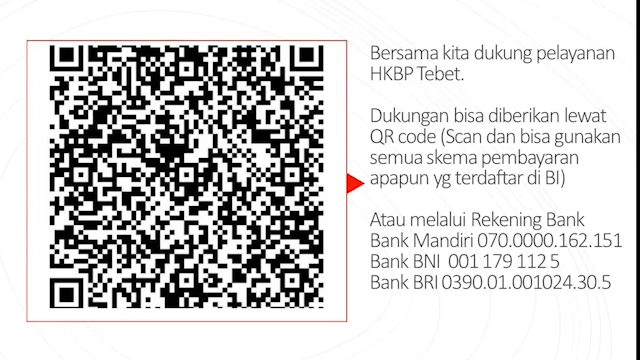 Bersama kita dukung pelayanan
HKBP Tebet.
Dukungan bisa diberikan lewat
QR code (Scan dan bisa gunakan
semua skema pembayaran
apapun yg terdaftar di BI)
Atau melalui Rekening Bank
Bank Mandiri 070.0000.162.151
Bank BNI 001 179 112 5
Bank BRI 0390.01.001024.30.5